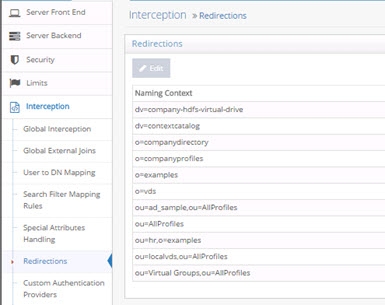 Server Front End
Server Backend
Security
Limits
Interception
Global Interception
Global External Joins
User to DN Mapping
Search Filter Mapping
Rules
Special Attributes
Handling
Redirections
Custom Authentication
Providers
Interception » Redirections
Redirections
Edit
Naming Context
dv=company-hdfs-virtual-drive
dv=contextcatalog
o=companydirectory
o=companyprofiles
o=examples
o=vds
ou=ad_sample,ou=AllProfiles
ou=AllProfiles
ou=hr,o=examples
ou=localvds,ou=AllProfiles
ou=Virtual Groups,ou=AllProfiles